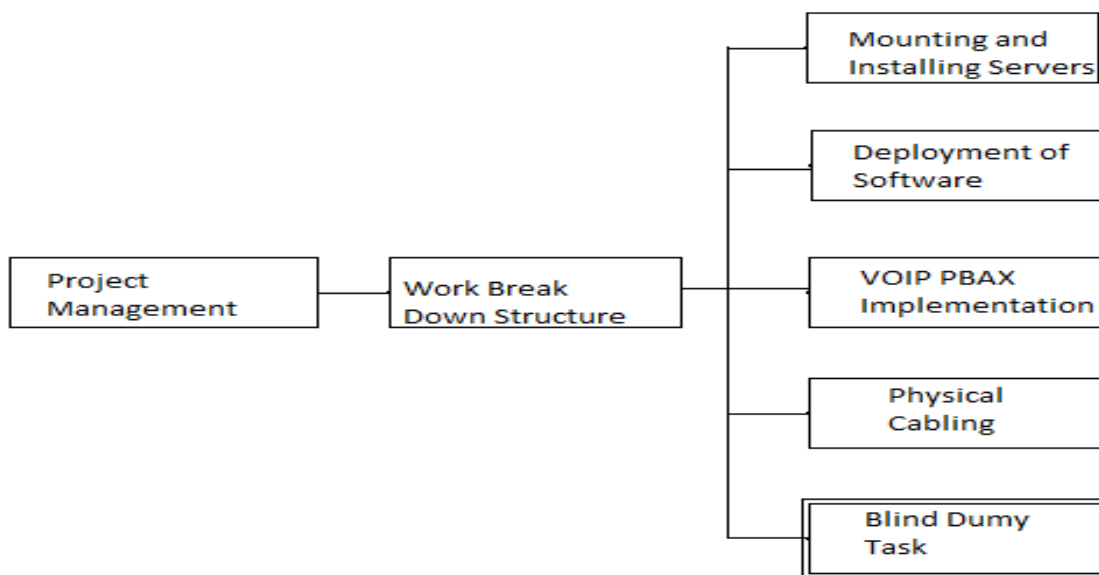 Mounting and
Installing Servers
Deployment of
Software
Project
Management
Work Break
Down Structure
VOIP PBAX
Implementation
Physical
Cabling
Blind Dumy
Task